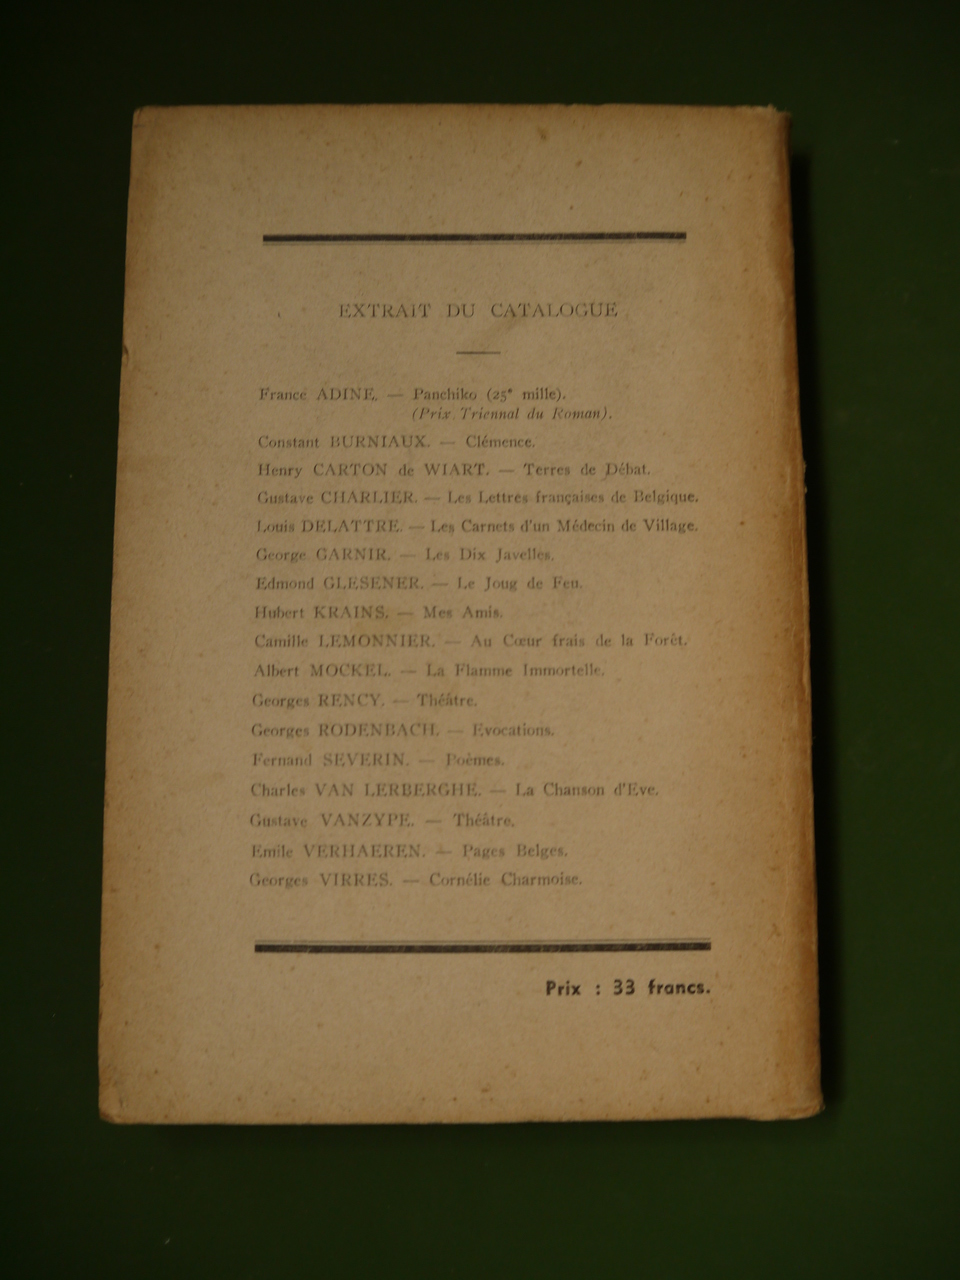 EXTRAIT DU CATALOGUE
France ADINE. — Panchiko (25e mille).
(Prix Triennal du Roman).
Constant BURNIAUX. — Clémence.
Henry CARTON de WIART. — Terres de Débat.
Gustave CHARLIER. — Les Lettres françaises de Belgique.
Louis DELATTRE. — Les Carnets d'un Médecin de Village.
George GARNIR. — Les Dix Javelles.
Edmond GLESENER. — Le Joug de Feu.
Hubert KRAINS. — Mes Amis.
Camille LEMONNIER. — Au Cœur frais de la Forêt.
Albert MOCKEL. — La Flamme Immortelle.
Georges RENCY. — Théâtre.
Georges RODENBACH. — Evocations.
Fernand SEVERIN. — Poèmes.
Charles VAN LERBERGHE. — La Chanson d'Eve.
Gustave VANZYPE. — Théâtre.
Emile VERHAEREN. — Pages Belges.
Georges VIRRES. — Cornélie Charmoise.
Prix : 33 francs.